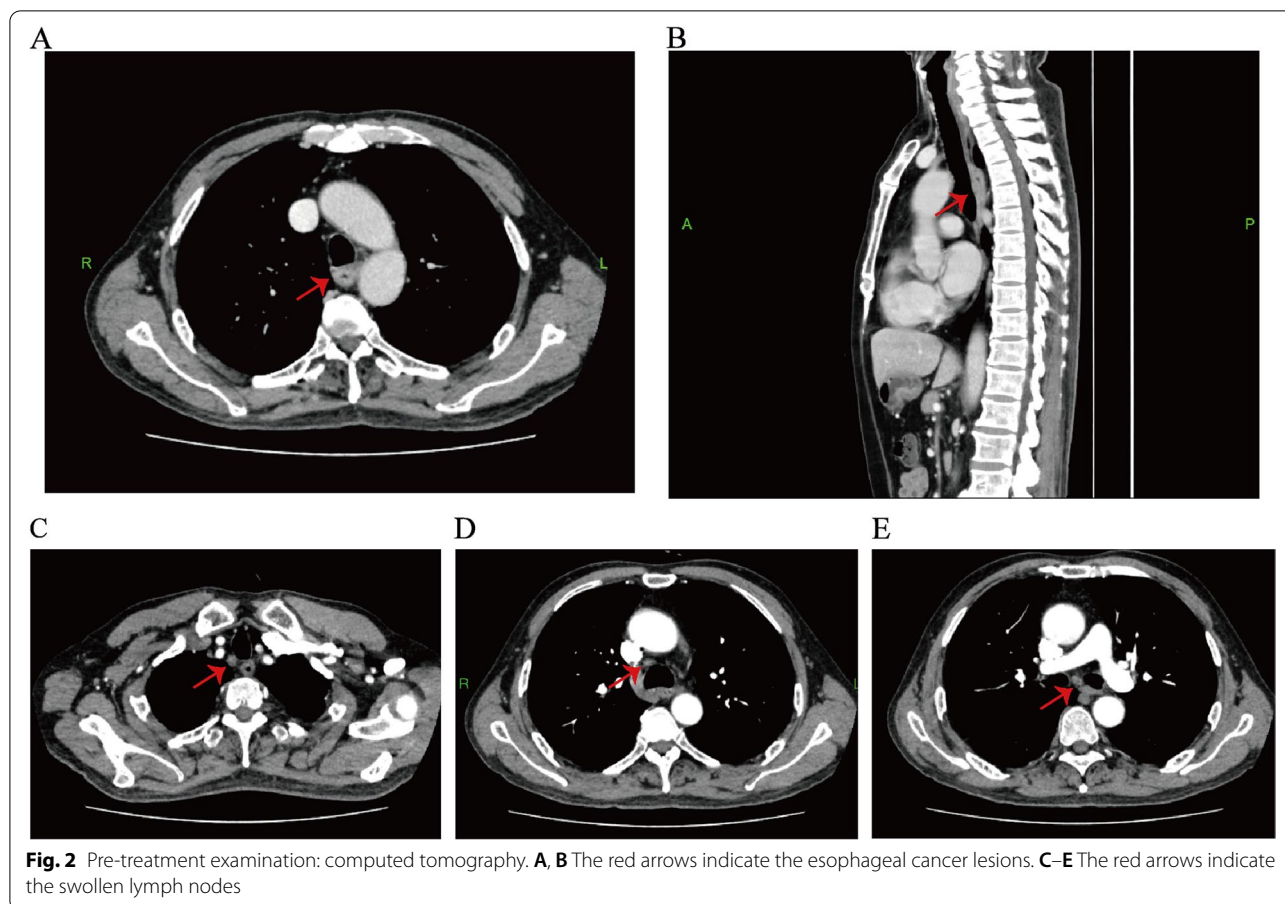 A
B
R
L
A
P
C
D
E
R
L
Fig. 2 Pre-treatment examination: computed tomography. A, B The red arrows indicate the esophageal cancer lesions. C–E The red arrows indicate
the swollen lymph nodes